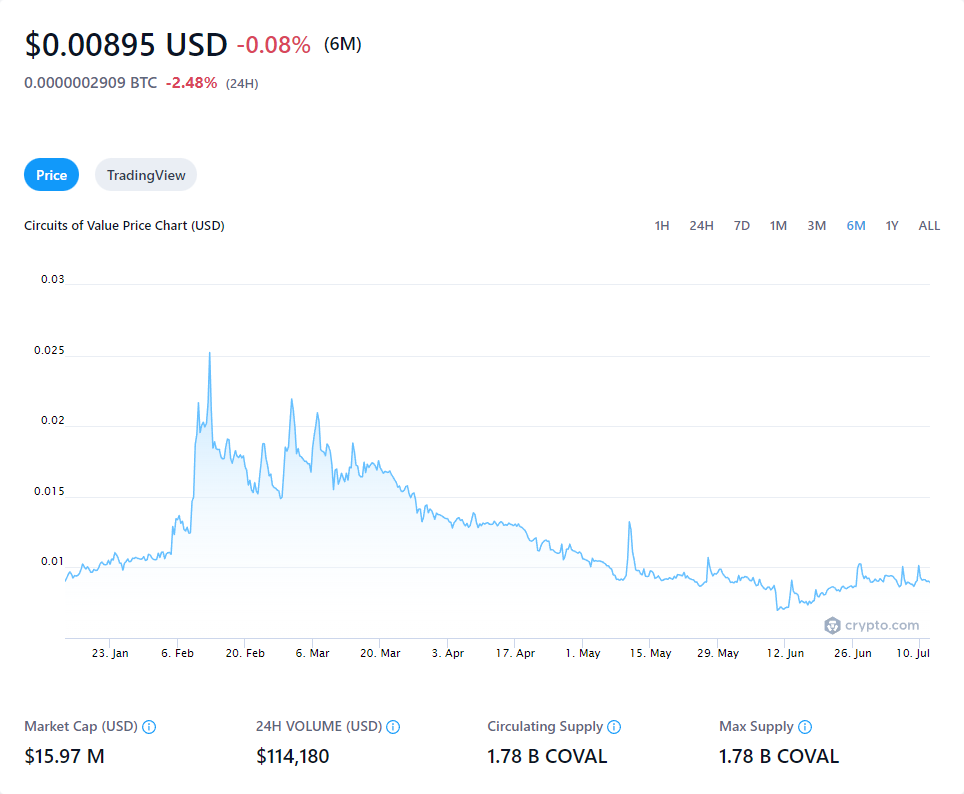 $0.00895 USD -0.08% (6M)
0.0000002909 BTC -2.48% (24H)
Price TradingView
Circuits of Value Price Chart (USD) 1H 24H 7D 1M 3M 6M 1Y ALL
0.03
0.025
0.02
0.015
0.01
crypto.com
23. Jan 6. Feb 20. Feb 6. Mar 20. Mar 3. Apr 17. Apr 1. May 15. May 29. May 12. Jun 26. Jun 10. Jul
Market Cap (USD) 24H VOLUME (USD) Circulating Supply Max Supply
$15.97 M $114,180 1.78 B COVAL 1.78 B COVAL